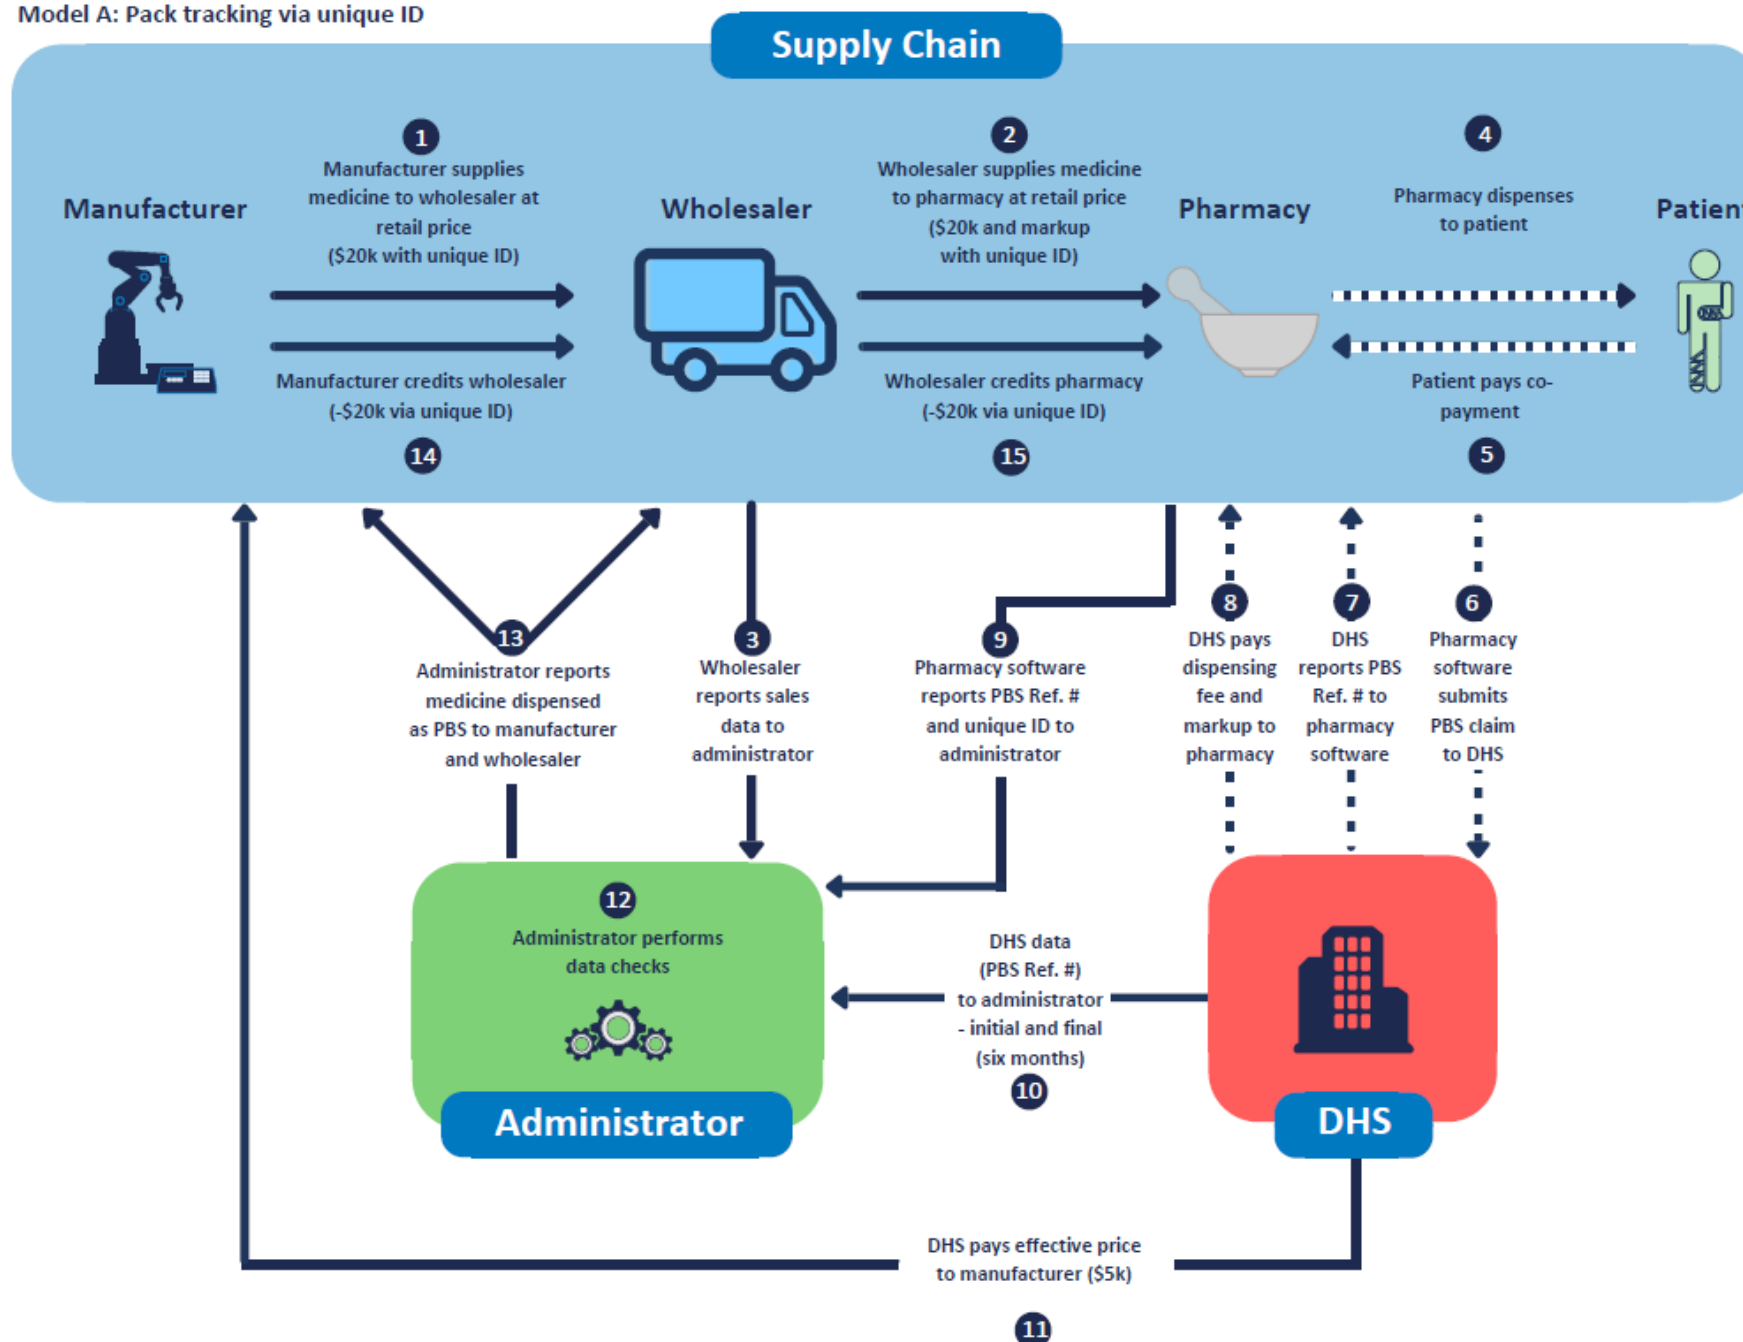 Model A: Pack tracking via unique ID
Supply Chain
1
Manufacturer supplies
medicine to wholesaler at
retail price
($20k with unique ID)
2
Wholesaler supplies medicine
to pharmacy at retail price
($20k and markup
with unique ID)
4
Pharmacy dispenses
to patient
Manufacturer
Wholesaler
Pharmacy
Patient
Manufacturer credits wholesaler
(-$20k via unique ID)
14
Wholesaler credits pharmacy
(-$20k via unique ID)
15
Patient pays co-
payment
5
13
Administrator reports
medicine dispensed
as PBS to manufacturer
and wholesaler
3
Wholesaler
reports sales
data to
administrator
9
Pharmacy software
reports PBS Ref. #
and unique ID to
administrator
8
DHS pays
dispensing
fee and
markup to
pharmacy
7
DHS
reports PBS
Ref. # to
pharmacy
software
6
Pharmacy
software
submits
PBS claim
to DHS
12
Administrator performs
data checks
Administrator
DHS data
(PBS Ref. #)
to administrator
- initial and final
(six months)
10
DHS
DHS pays effective price
to manufacturer ($5k)
11